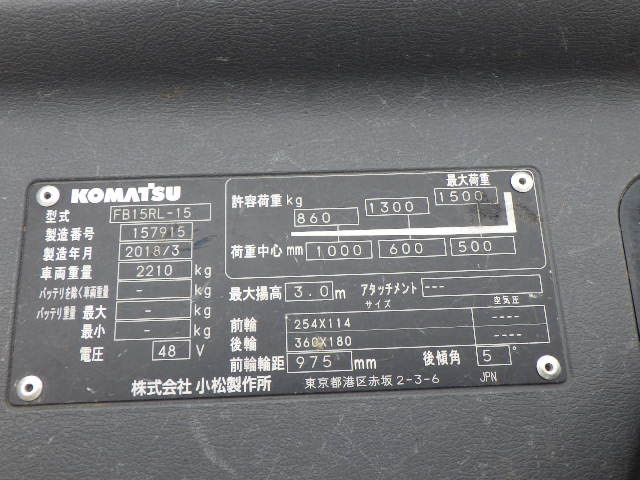 KOMATSU
型式 FB15RL-15
製造番号 157915
製造年月 2018/3
車両重量 2210 kg
バッテリを除く車両重量 - kg
バッテリ重量 最大 - kg
最小 - kg
電圧 48 V
許容荷重 kg 860 1300 1500 最大荷重
荷重中心 mm 1000 600 500
最大揚高 3.0 m アタッチメント ---
サイズ 空気圧
前輪 254X114 ----
後輪 360X180 ----
前輪輪距 975 mm 後傾角 5°
株式会社 小松製作所 東京都港区赤坂 2-3-6 JPN